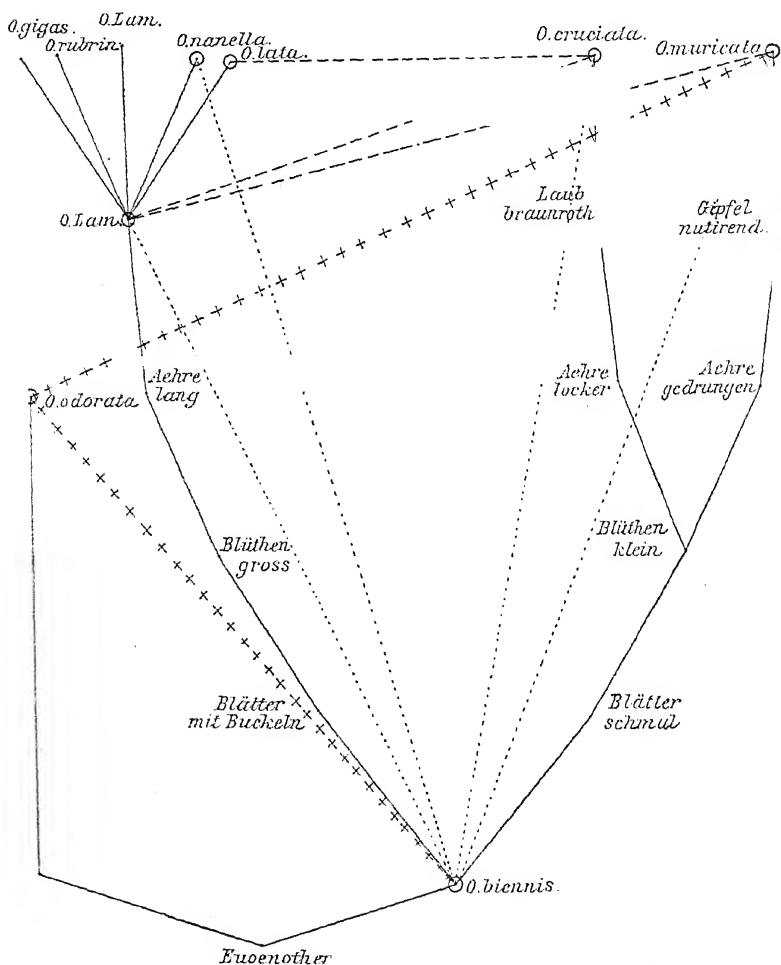 O.gigas.
O.Lam.
O.rubrin
O.nanella.
O.lata.
O.cruciata.
O.muricata
O.Lam.
Laub
braunroth
Gipfel
nutirend.
O.odorata
Aehre
lang
Aehre
locker
Aehre
gedrungen
Blüthen
gross
Blüthen
klein
Blätter
mit Buckeln
Blätter
schmal
O.biennis.
Euoenother